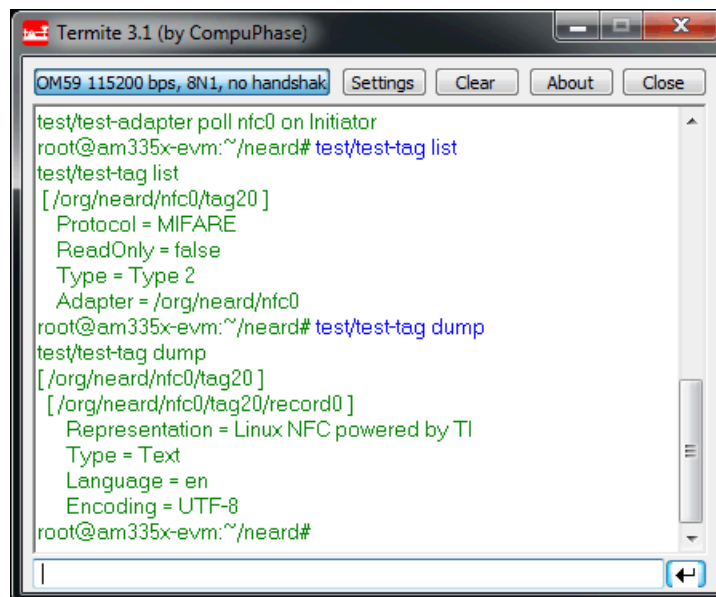 Termite 3.1 (by CompuPhase)
OM59 115200 bps, 8N1, no handshak Settings Clear About Close
test/test-adapter poll nfc0 on Initiator
root@am335x-evm:~/neard# test/test-tag list
test/test-tag list
[ /org/neard/nfc0/tag20 ]
Protocol = MIFARE
ReadOnly = false
Type = Type 2
Adapter = /org/neard/nfc0
root@am335x-evm:~/neard# test/test-tag dump
test/test-tag dump
[ /org/neard/nfc0/tag20 ]
[ /org/neard/nfc0/tag20/record0 ]
Representation = Linux NFC powered by TI
Type = Text
Language = en
Encoding = UTF-8
root@am335x-evm:~/neard#